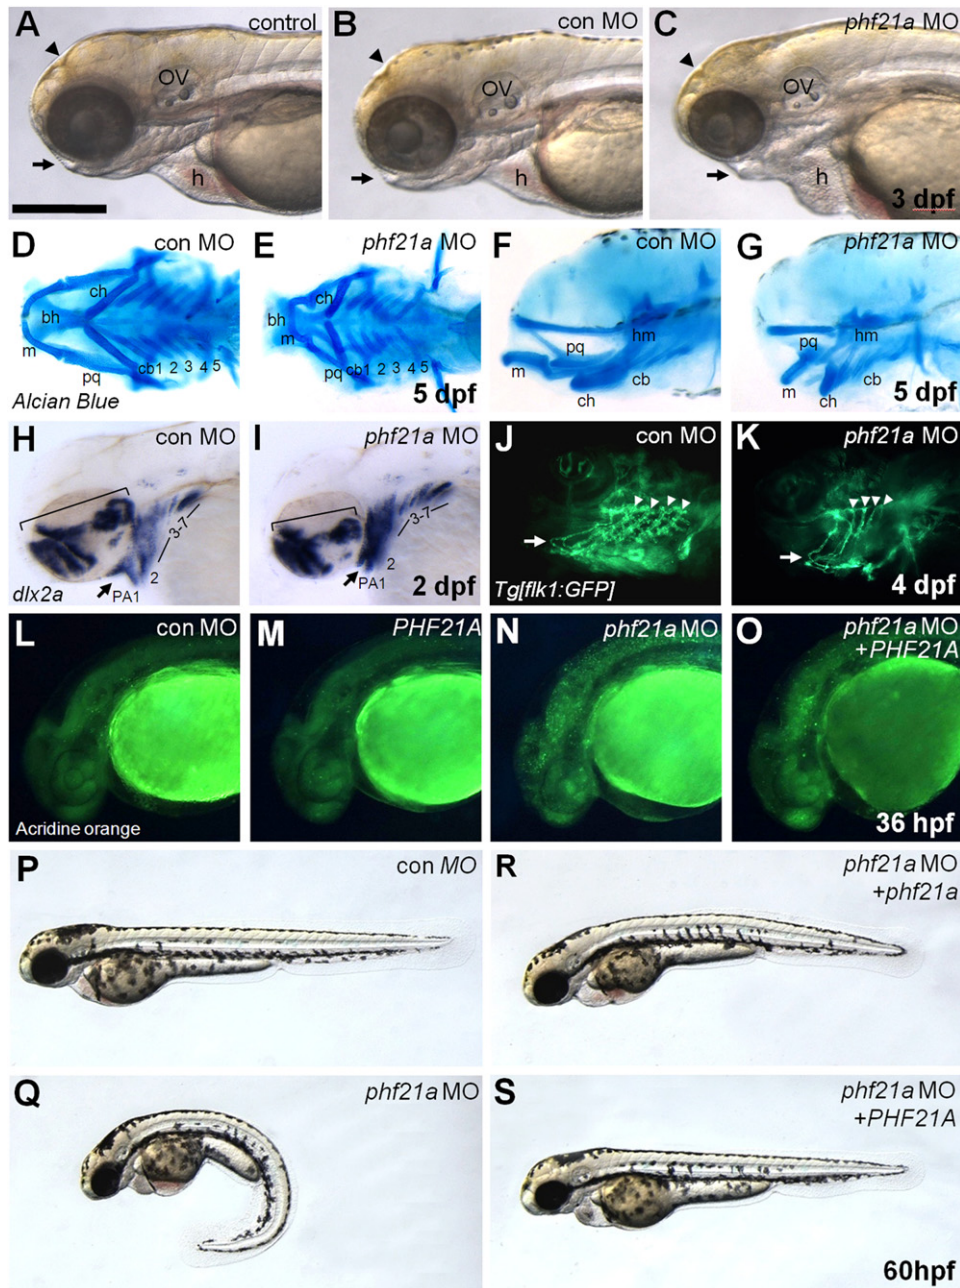 A control
B con MO
C phf21a MO
OV
OV
OV
h
h
h
3 dpf
D con MO
E phf21a MO
F con MO
G phf21a MO
ch
bh
m
pq
cb1 2 3 4 5
Alcian Blue
ch
bh
m
pq
cb1 2 3 4 5
5 dpf
hm
pq
m
cb
ch
hm
pq
m
cb
ch
5 dpf
H con MO
I phf21a MO
J con MO
K phf21a MO
3-7
2
PA1
dlx2a
3-7
2
PA1
2 dpf
Tg[flk1:GFP]
4 dpf
L con MO
M PHF21A
N phf21a MO
O phf21a MO
+PHF21A
Acridine orange
36 hpf
P con MO
R phf21a MO
+phf21a
Q phf21a MO
S phf21a MO
+PHF21A
60hpf